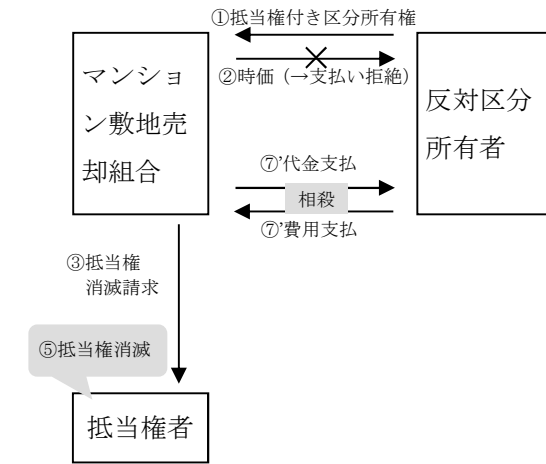 ①抵当権付き区分所有権
マンショ
ン敷地売
却組合
②時価（→支払い拒絶）
反対区分
所有者
⑦'代金支払
相殺
⑦'費用支払
③抵当権
消滅請求
⑤抵当権消滅
抵当権者